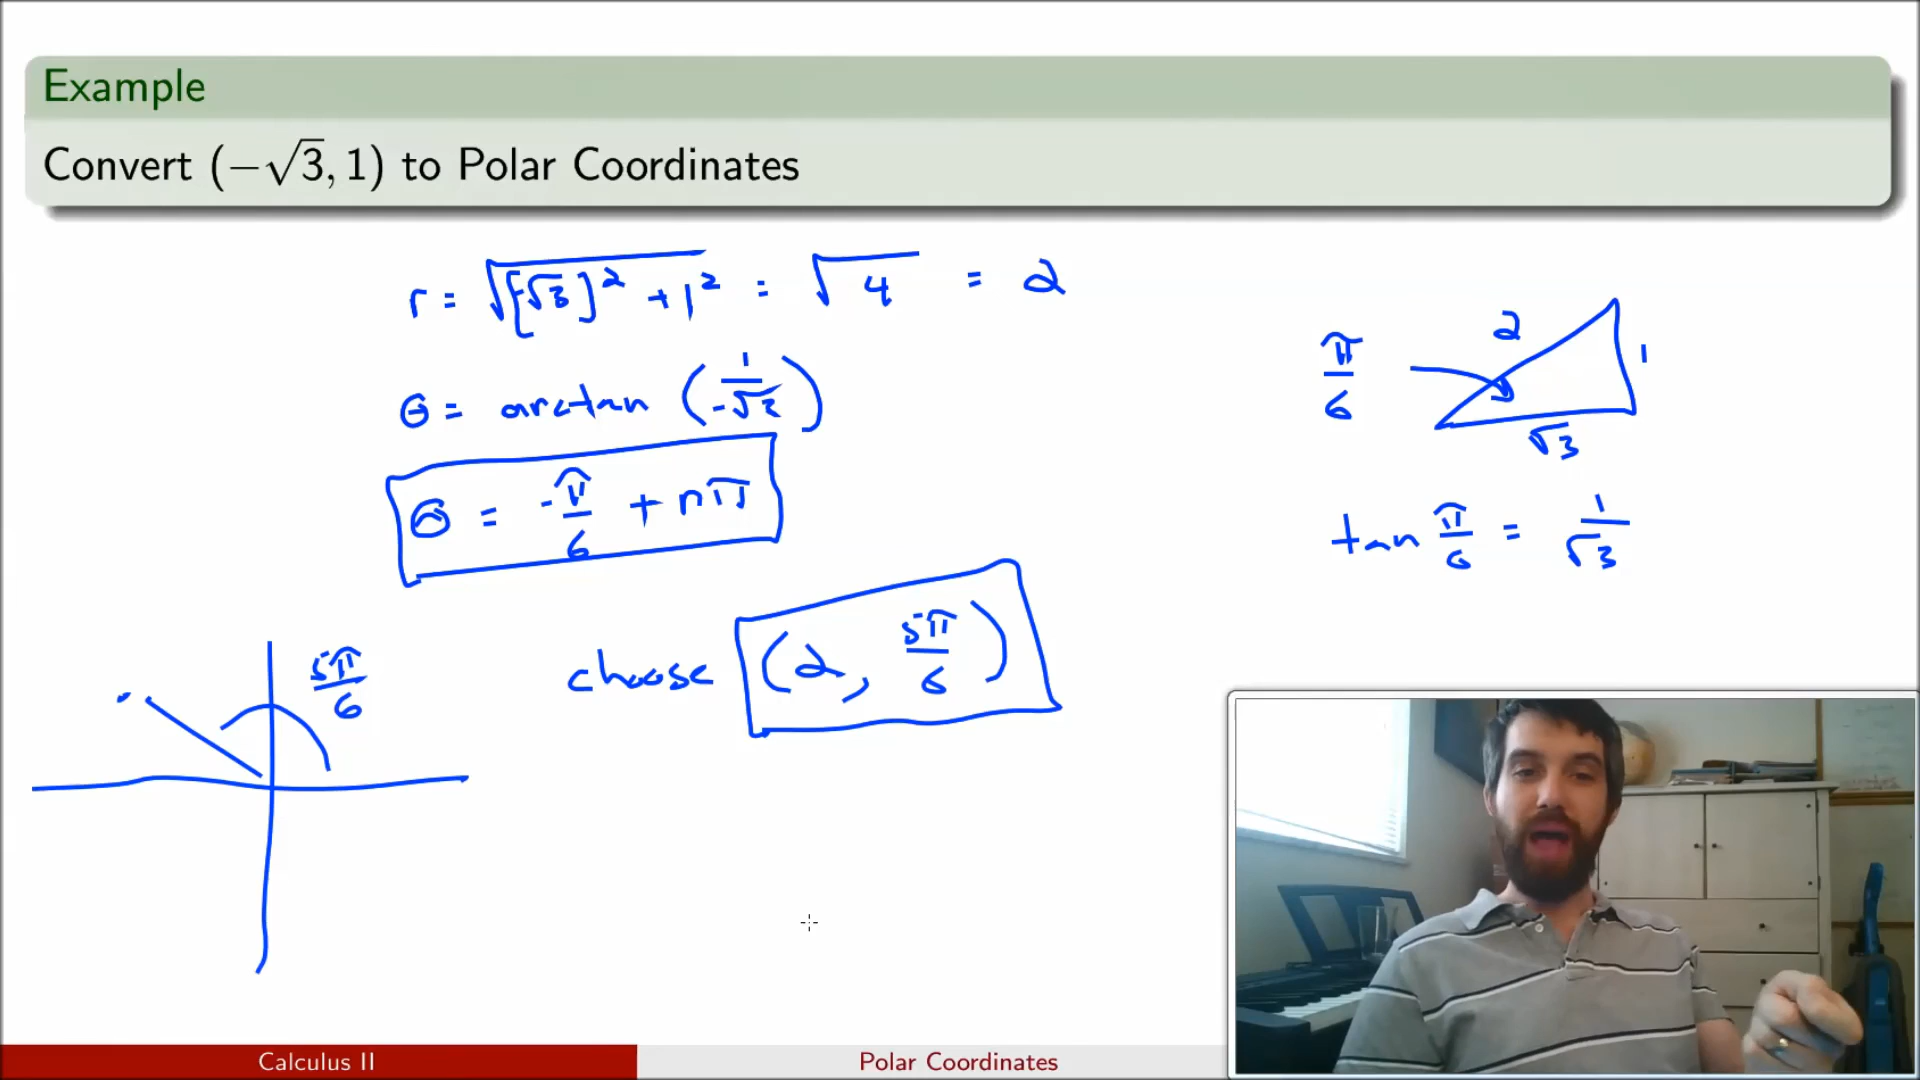 Example
Convert (−√3, 1) to Polar Coordinates
r = √([-√3]² + 1²) = √4 = 2
θ = arctan (1/-√3)
θ = -π/6 + nπ
choose (2, 5π/6)
5π/6
π/6
2
1
√3
tan π/6 = 1/√3
Calculus II
Polar Coordinates